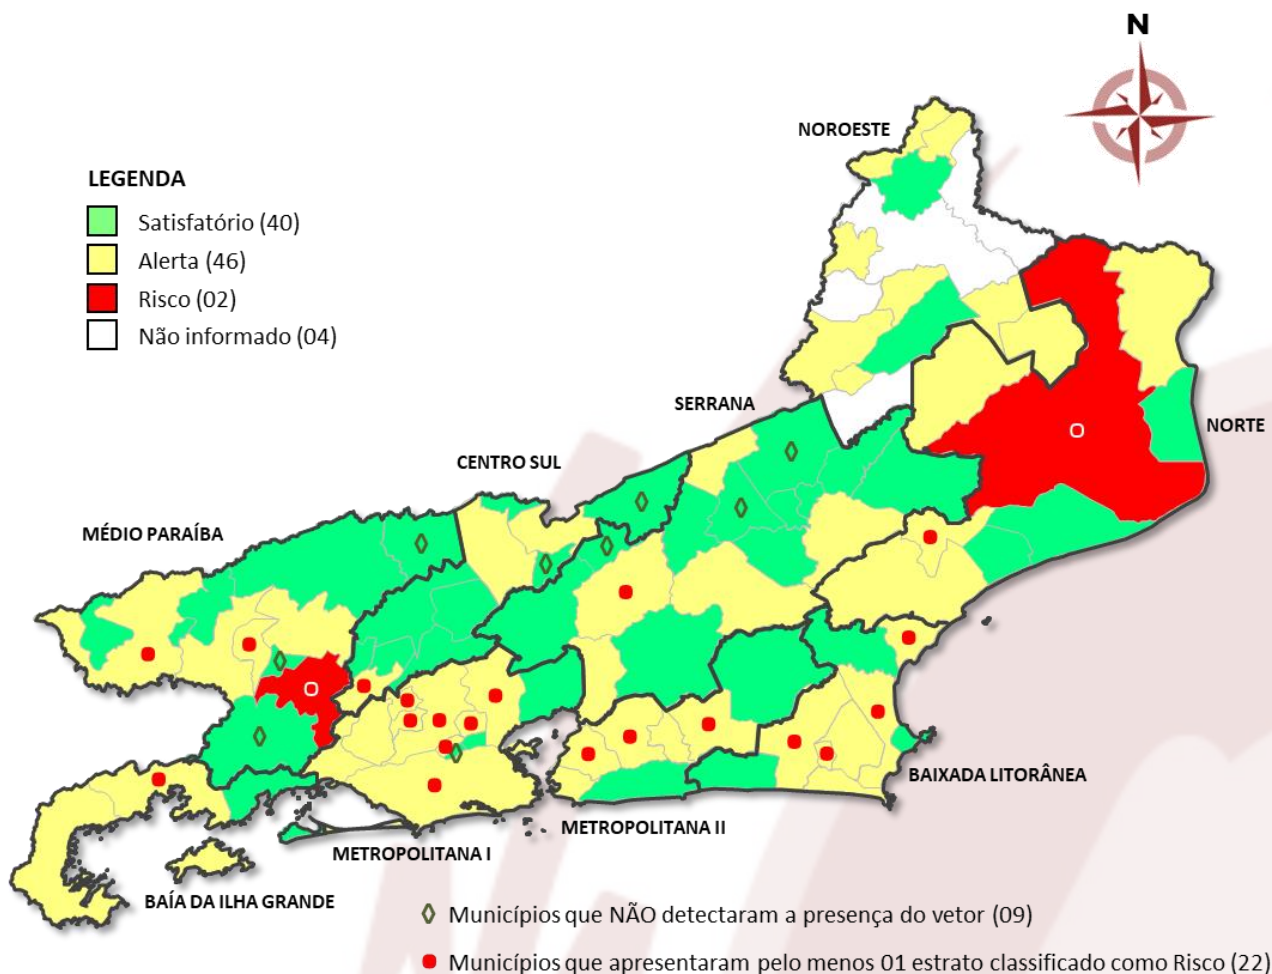 N
NOROESTE
LEGENDA
Satisfatório (40)
Alerta (46)
Risco (02)
Não informado (04)
SERRANA
NORTE
CENTRO SUL
MÉDIO PARAÍBA
BAIXADA LITORÂNEA
METROPOLITANA II
METROPOLITANA I
BAÍA DA ILHA GRANDE
Municípios que NÃO detectaram a presença do vetor (09)
Municípios que apresentaram pelo menos 01 estrato classificado como Risco (22)